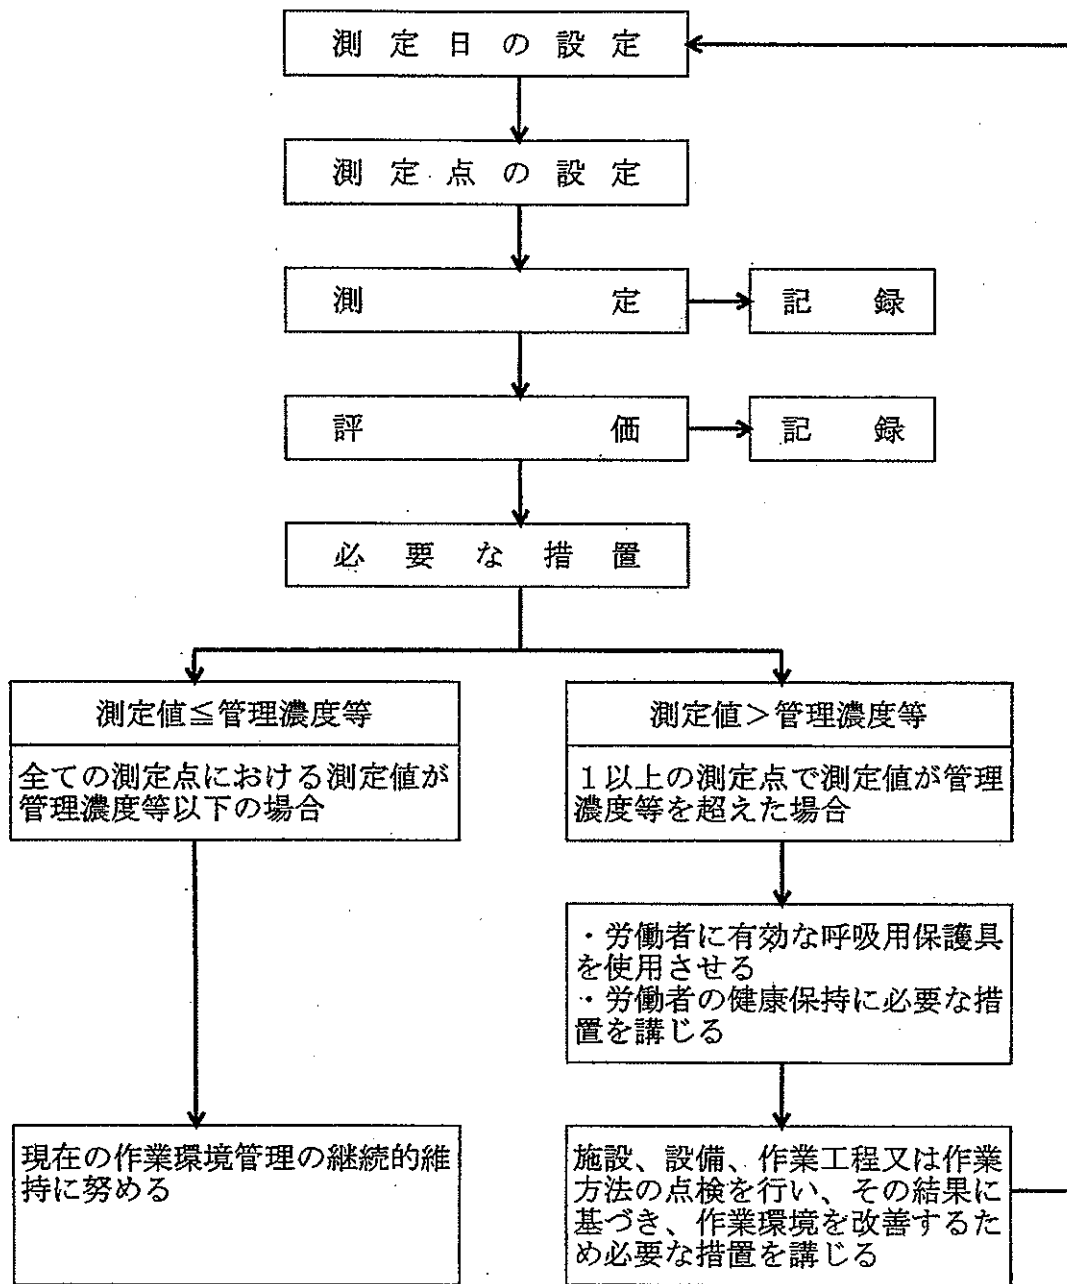 測定日の設定
測定点の設定
測定
記録
評価
記録
必要な措置
測定値≦管理濃度等
全ての測定点における測定値が
管理濃度等以下の場合
現在の作業環境管理の継続的維
持に努める
測定値＞管理濃度等
１以上の測定点で測定値が管理
濃度等を超えた場合
・労働者に有効な呼吸用保護具
を使用させる
・労働者の健康保持に必要な措
置を講じる
施設、設備、作業工程又は作業
方法の点検を行い、その結果に
基づき、作業環境を改善するた
め必要な措置を講じる